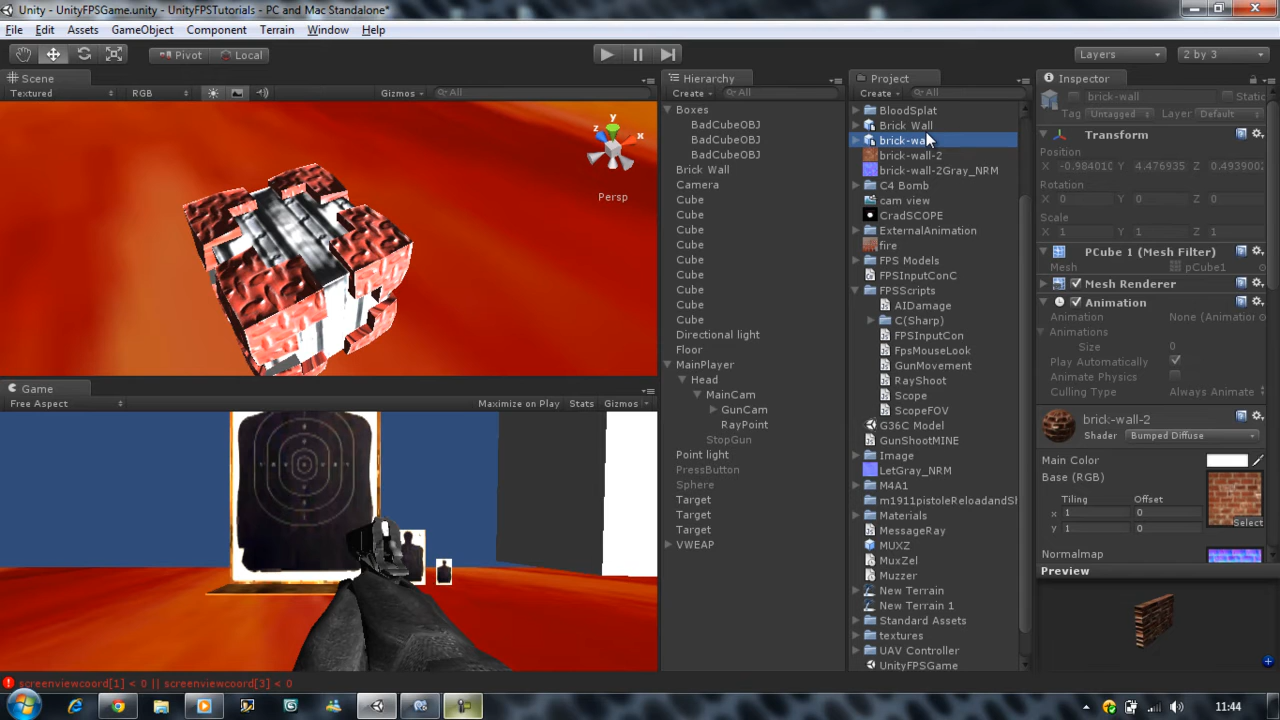 Unity - UnityFPSGame.unity - UnityFPSTutorials - PC and Mac Standalone*
File Edit Assets GameObject Component Terrain Window Help
Pivot Local Layers 2 by 3
Scene
Textured RGB Gizmos All
y
z x
Persp
Game
Free Aspect Maximize on Play Stats Gizmos
Hierarchy
Create All
Boxes
BadCubeOBJ
BadCubeOBJ
BadCubeOBJ
Brick Wall
Camera
Cube
Cube
Cube
Cube
Cube
Cube
Cube
Cube
Cube
Directional light
Floor
MainPlayer
Head
MainCam
GunCam
RayPoint
StopGun
Point light
PressButton
Sphere
Target
Target
Target
VWEAP
Project
Create All
BloodSplat
Brick Wall
brick-wa
brick-wall-2
brick-wall-2Gray_NRM
C4 Bomb
cam view
CradSCOPE
ExternalAnimation
fire
FPS Models
FPSInputConC
FPSScripts
AIDamage
C(Sharp)
FPSInputCon
FpsMouseLook
GunMovement
RayShoot
Scope
ScopeFOV
G36C Model
GunShootMINE
Image
LetGray_NRM
M4A1
m1911pistoleReloadandSh
Materials
MessageRay
MUXZ
MuxZel
Muzzer
New Terrain
New Terrain 1
Standard Assets
textures
UAV Controller
UnityFPSGame
Inspector
brick-wall Static
Tag Untagged Layer Default
Transform
Position
X -0.984010 Y 4.476935 Z 0.493900
Rotation
X 0 Y 0 Z 0
Scale
X 1 Y 1 Z 1
PCube 1 (Mesh Filter)
Mesh pCube1
Mesh Renderer
Animation
Animation None (Animation
Animations
Size 0
Play Automatically
Animate Physics
Culling Type Always Animate
brick-wall-2
Shader Bumped Diffuse
Main Color
Base (RGB)
Tiling Offset
x 1 0
y 1 0
Select
Normalmap
Preview
screenviewcoord[1] < 0 || screenviewcoord[3] < 0
11:44